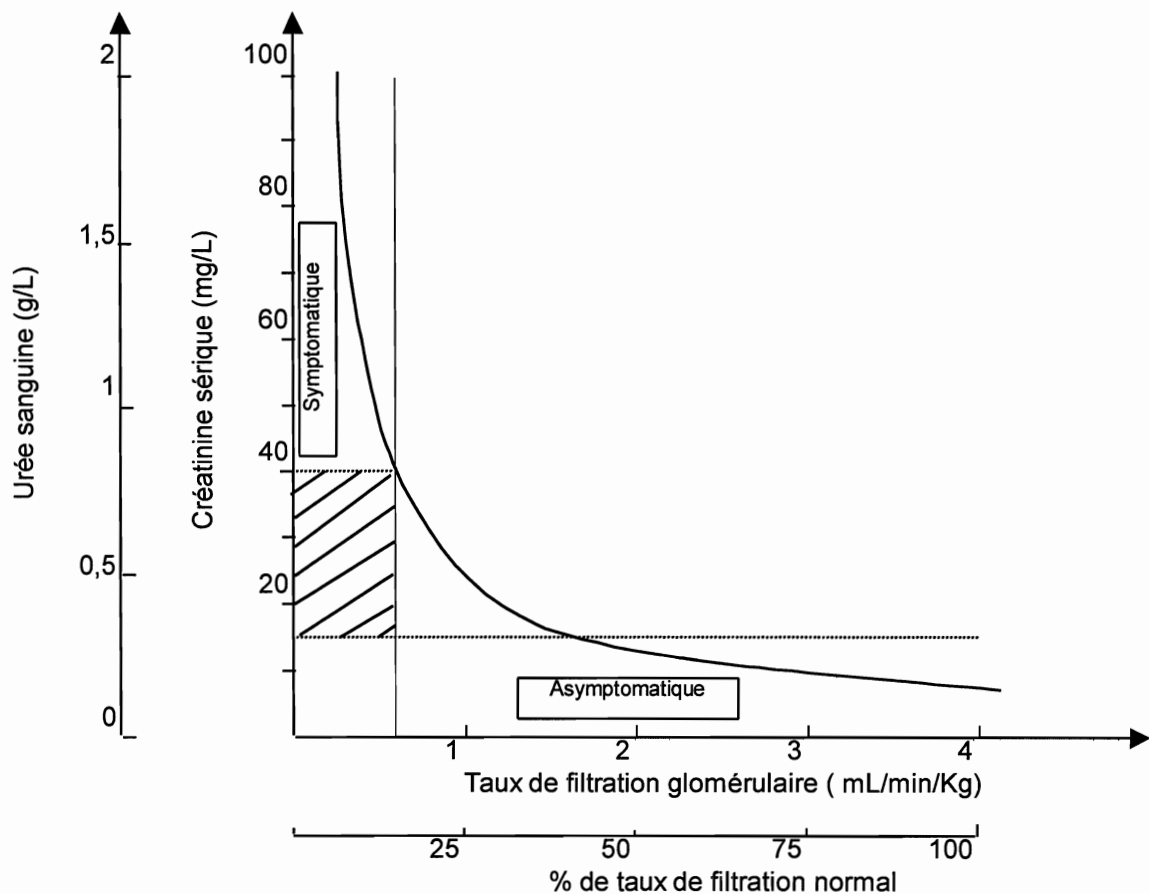 2
1,5
1
0,5
0
Urée sanguine (g/L)
100
80
60
40
20
Créatinine sérique (mg/L)
Symptomatique
Asymptomatique
1 2 3 4
Taux de filtration glomérulaire ( mL/min/Kg)
25 50 75 100
% de taux de filtration normal